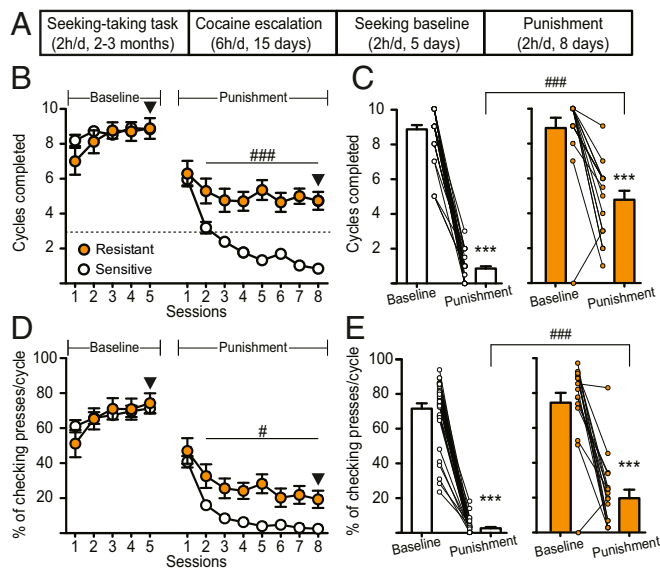 A
Seeking-taking task Cocaine escalation Seeking baseline Punishment
(2h/d, 2-3 months) (6h/d, 15 days) (2h/d, 5 days) (2h/d, 8 days)
B
Baseline Punishment
Cycles completed
10
8
6
4
2
###
Resistant
Sensitive
1 2 3 4 5 1 2 3 4 5 6 7 8
Sessions
C
###
Cycles completed
10
8
6
4
2
***
***
Baseline Punishment Baseline Punishment
D
Baseline Punishment
% of checking presses/cycle
100
80
60
40
20
#
1 2 3 4 5 1 2 3 4 5 6 7 8
Sessions
E
###
% of checking presses/cycle
100
80
60
40
20
***
***
Baseline Punishment Baseline Punishment